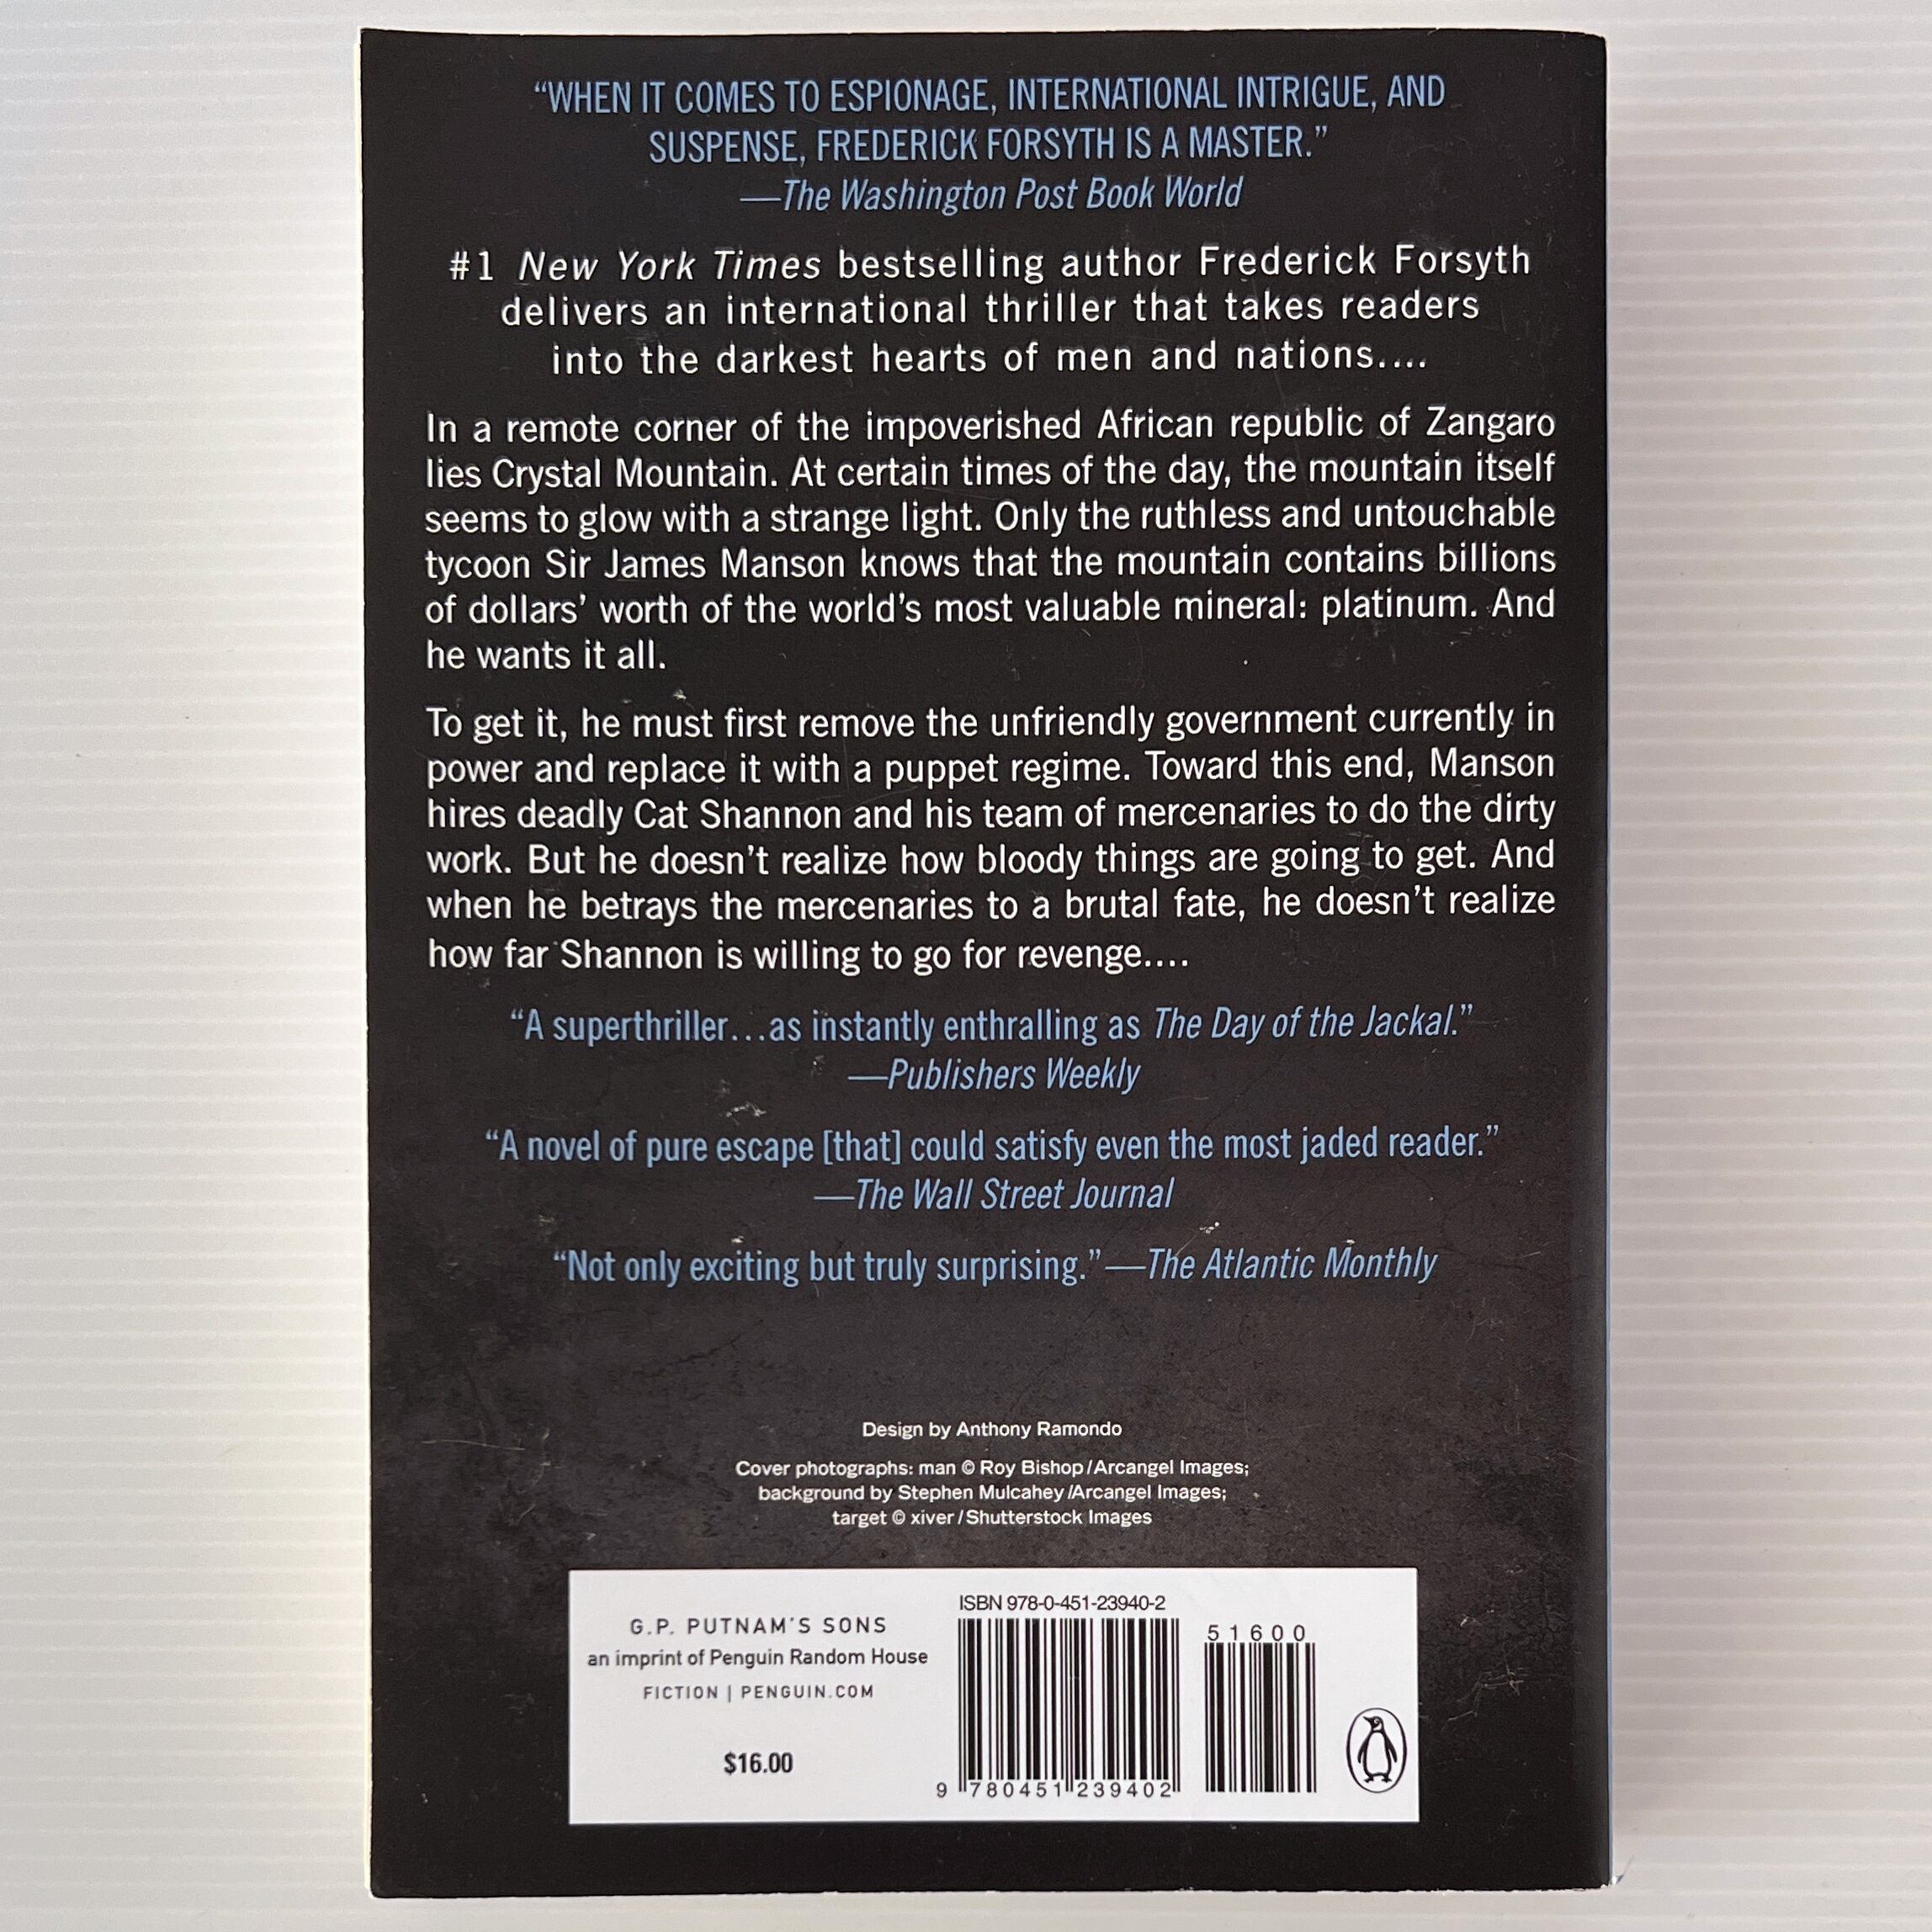 “WHEN IT COMES TO ESPIONAGE, INTERNATIONAL INTRIGUE, AND
SUSPENSE, FREDERICK FORSYTH IS A MASTER.”
—The Washington Post Book World
#1 New York Times bestselling author Frederick Forsyth
delivers an international thriller that takes readers
into the darkest hearts of men and nations....
In a remote corner of the impoverished African republic of Zangaro
lies Crystal Mountain. At certain times of the day, the mountain itself
seems to glow with a strange light. Only the ruthless and untouchable
tycoon Sir James Manson knows that the mountain contains billions
of dollars’ worth of the world’s most valuable mineral: platinum. And
he wants it all.
To get it, he must first remove the unfriendly government currently in
power and replace it with a puppet regime. Toward this end, Manson
hires deadly Cat Shannon and his team of mercenaries to do the dirty
work. But he doesn’t realize how bloody things are going to get. And
when he betrays the mercenaries to a brutal fate, he doesn’t realize
how far Shannon is willing to go for revenge....
“A superthriller...as instantly enthralling as The Day of the Jackal.”
—Publishers Weekly
“A novel of pure escape [that] could satisfy even the most jaded reader.”
—The Wall Street Journal
“Not only exciting but truly surprising.”—The Atlantic Monthly
Design by Anthony Ramondo
Cover photographs: man © Roy Bishop/Arcangel Images;
background by Stephen Mulcahey/Arcangel Images;
target © xiver/Shutterstock Images
G.P. PUTNAM’S SONS
an imprint of Penguin Random House
FICTION | PENGUIN.COM
$16.00
ISBN 978-0-451-23940-2
51600
9 780451 239402